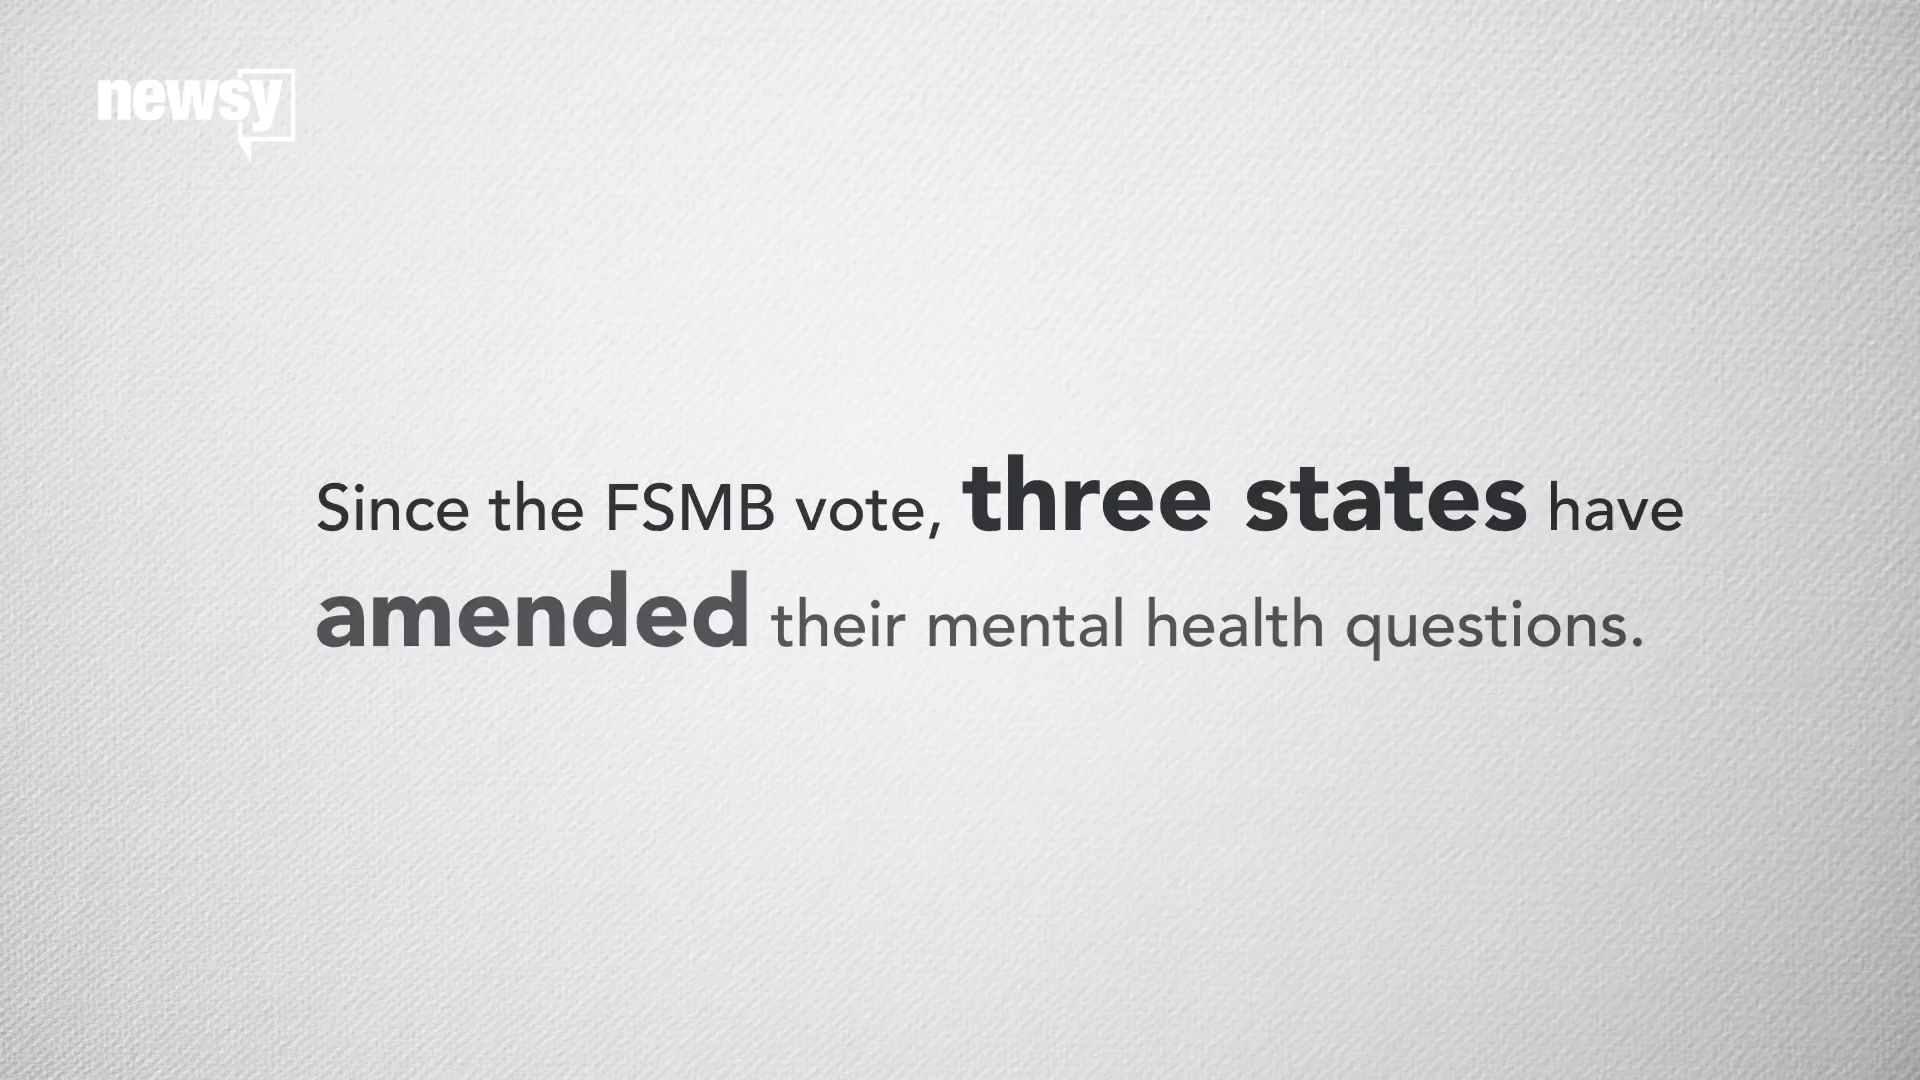 newsy
Since the FSMB vote, three states have
amended their mental health questions.